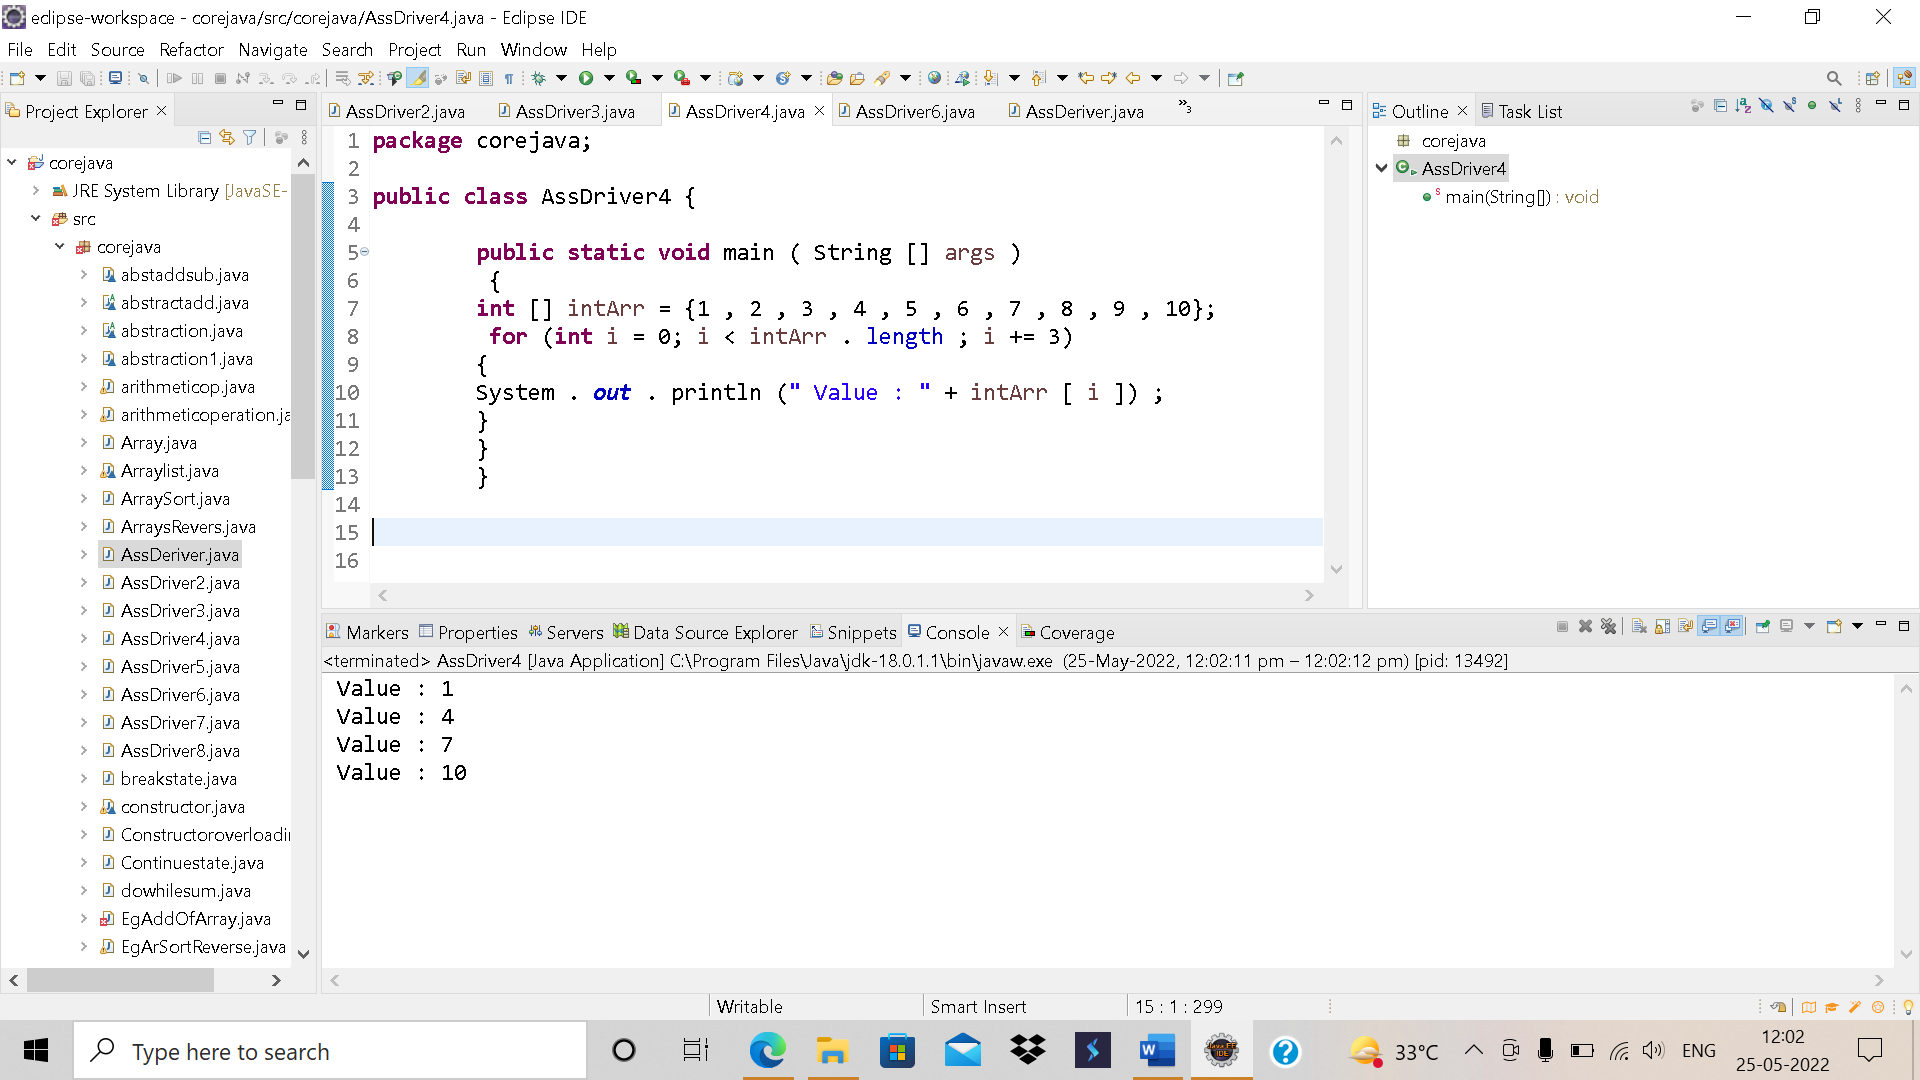 eclipse-workspace - corejava/src/corejava/AssDriver4.java - Eclipse IDE
File Edit Source Refactor Navigate Search Project Run Window Help
Project Explorer
corejava
JRE System Library [JavaSE-
src
corejava
abstaddsub.java
abstractadd.java
abstraction.java
abstraction1.java
arithmeticop.java
arithmeticoperation.ja
Array.java
Arraylist.java
ArraySort.java
ArraysRevers.java
AssDeriver.java
AssDriver2.java
AssDriver3.java
AssDriver4.java
AssDriver5.java
AssDriver6.java
AssDriver7.java
AssDriver8.java
breakstate.java
constructor.java
Constructoroverloadin
Continuestate.java
dowhilesum.java
EgAddOfArray.java
EgArSortReverse.java
AssDriver2.java AssDriver3.java AssDriver4.java AssDriver6.java AssDeriver.java »3
1 package corejava;
2
3 public class AssDriver4 {
4
5 public static void main ( String [] args )
6 {
7 int [] intArr = {1 , 2 , 3 , 4 , 5 , 6 , 7 , 8 , 9 , 10};
8 for (int i = 0; i < intArr . length ; i += 3)
9 {
10 System . out . println (" Value : " + intArr [ i ]) ;
11 }
12 }
13 }
14
15
16
Outline Task List
corejava
AssDriver4
main(String[]) : void
Markers Properties Servers Data Source Explorer Snippets Console Coverage
<terminated> AssDriver4 [Java Application] C:\Program Files\Java\jdk-18.0.1.1\bin\javaw.exe (25-May-2022, 12:02:11 pm – 12:02:12 pm) [pid: 13492]
Value : 1
Value : 4
Value : 7
Value : 10
Writable Smart Insert 15 : 1 : 299
Type here to search
33°C ENG 12:02
25-05-2022